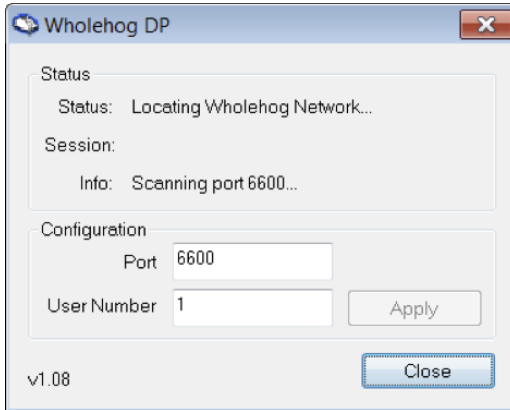 Wholehog DP
Status
Status: Locating Wholehog Network...
Session:
Info: Scanning port 6600...
Configuration
Port 6600
User Number 1 Apply
v1.08 Close